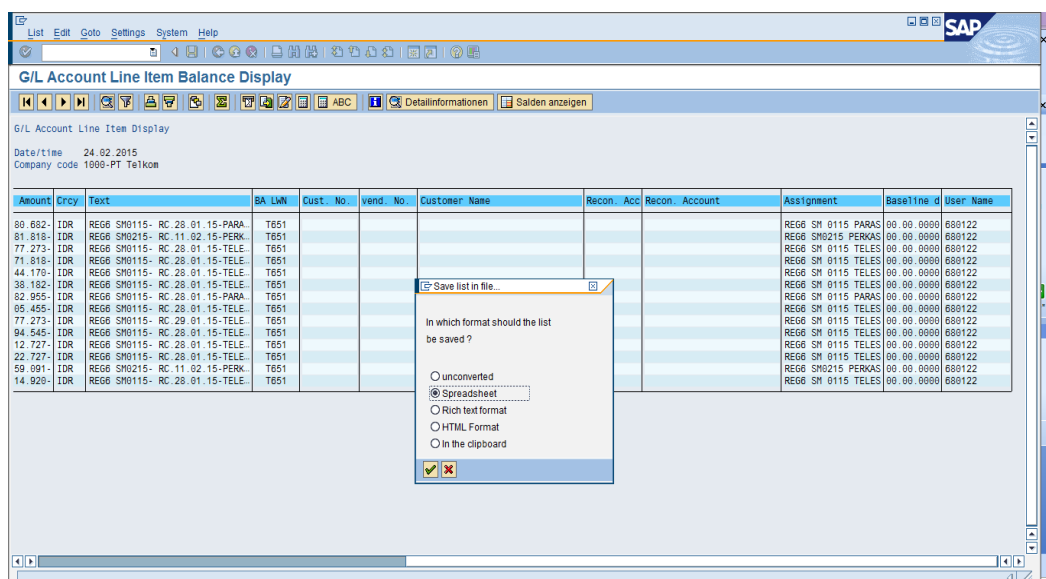 List Edit Goto Settings System Help
SAP
G/L Account Line Item Balance Display
ABC Detailinformationen Salden anzeigen
G/L Account Line Item Display
Date/time 24.02.2015
Company code 1000-PT Telkom
Amount Crcy Text BA LWN Cust. No. vend. No. Customer Name Recon. Acc Recon. Account Assignment Baseline d User Name
80.682- IDR REG6 SM0115- RC.28.01.15-PARA… T651 REG6 SM 0115 PARAS 00.00.0000 680122
81.818- IDR REG6 SM0215- RC.11.02.15-PERK… T651 REG6 SM0215 PERKAS 00.00.0000 680122
77.273- IDR REG6 SM0115- RC.28.01.15-TELE… T651 REG6 SM 0115 TELES 00.00.0000 680122
71.818- IDR REG6 SM0115- RC.28.01.15-TELE… T651 REG6 SM 0115 TELES 00.00.0000 680122
44.170- IDR REG6 SM0115- RC.28.01.15-TELE… T651 REG6 SM 0115 TELES 00.00.0000 680122
38.182- IDR REG6 SM0115- RC.28.01.15-TELE… T651 REG6 SM 0115 TELES 00.00.0000 680122
82.955- IDR REG6 SM0115- RC.28.01.15-PARA… T651 REG6 SM 0115 PARAS 00.00.0000 680122
05.455- IDR REG6 SM0115- RC.28.01.15-TELE… T651 REG6 SM 0115 TELES 00.00.0000 680122
77.273- IDR REG6 SM0115- RC.29.01.15-TELE… T651 REG6 SM 0115 TELES 00.00.0000 680122
94.545- IDR REG6 SM0115- RC.28.01.15-TELE… T651 REG6 SM 0115 TELES 00.00.0000 680122
12.727- IDR REG6 SM0115- RC.28.01.15-TELE… T651 REG6 SM 0115 TELES 00.00.0000 680122
22.727- IDR REG6 SM0115- RC.28.01.15-TELE… T651 REG6 SM 0115 TELES 00.00.0000 680122
59.091- IDR REG6 SM0215- RC.11.02.15-PERK… T651 REG6 SM0215 PERKAS 00.00.0000 680122
14.920- IDR REG6 SM0115- RC.28.01.15-TELE… T651 REG6 SM 0115 TELES 00.00.0000 680122
Save list in file...
In which format should the list
be saved ?
unconverted
Spreadsheet
Rich text format
HTML Format
In the clipboard